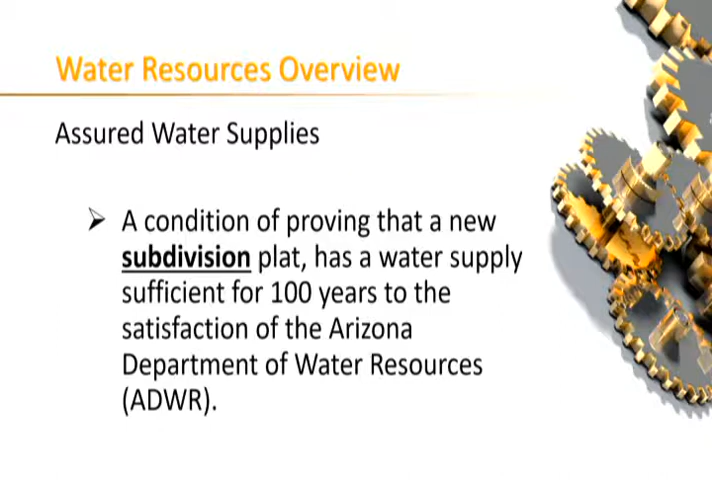 Water Resources Overview
Assured Water Supplies
A condition of proving that a new
subdivision plat, has a water supply
sufficient for 100 years to the
satisfaction of the Arizona
Department of Water Resources
(ADWR).